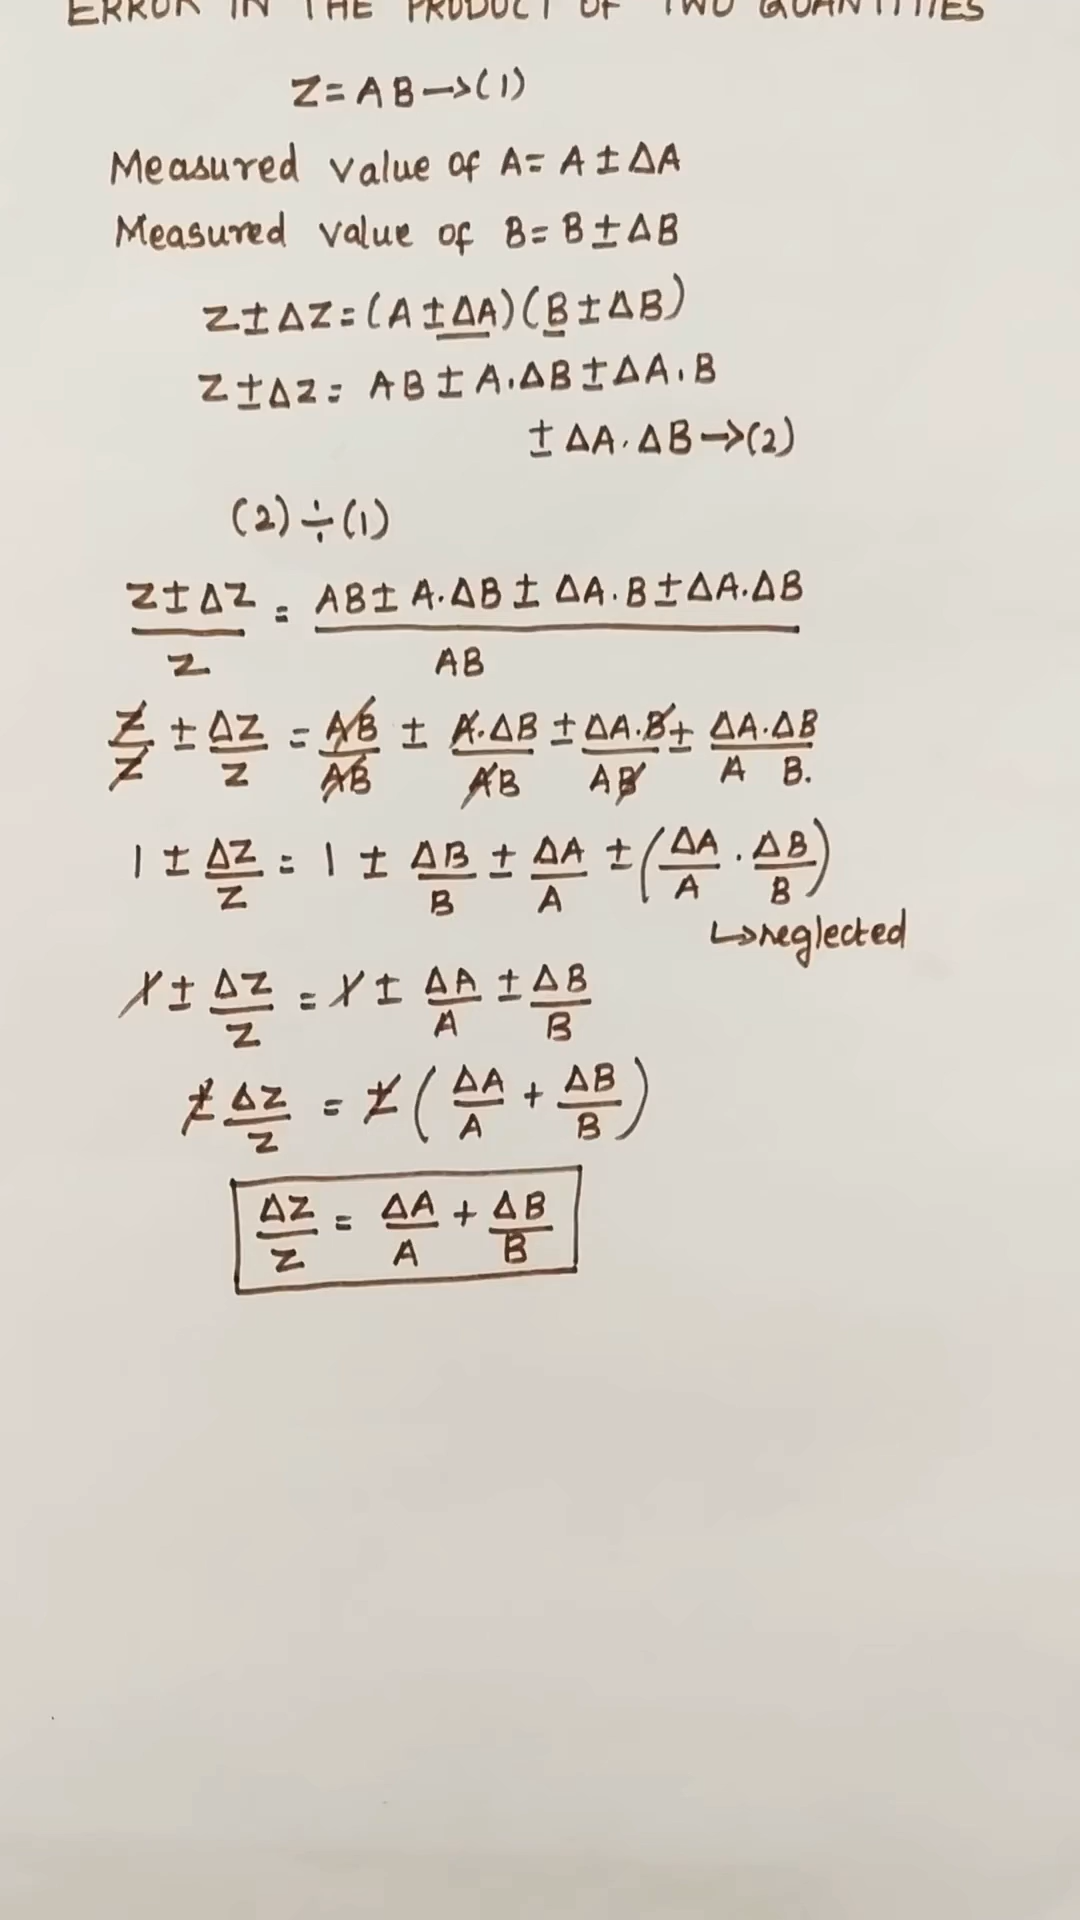 ERROR IN THE PRODUCT OF TWO QUANTITIES
Z = AB → (1)
Measured value of A = A ± ΔA
Measured value of B = B ± ΔB
Z ± ΔZ = (A ± ΔA)(B ± ΔB)
Z ± ΔZ = AB ± A.ΔB ± ΔA.B
± ΔA.ΔB → (2)
(2) ÷ (1)
(Z ± ΔZ)/Z = (AB ± A.ΔB ± ΔA.B ± ΔA.ΔB)/AB
Z/Z ± ΔZ/Z = AB/AB ± A.ΔB/AB ± ΔA.B/AB ± ΔA.ΔB/A B.
1 ± ΔZ/Z = 1 ± ΔB/B ± ΔA/A ± (ΔA/A . ΔB/B)
↳ neglected
1 ± ΔZ/Z = 1 ± ΔA/A ± ΔB/B
± ΔZ/Z = ± (ΔA/A + ΔB/B)
ΔZ/Z = ΔA/A + ΔB/B